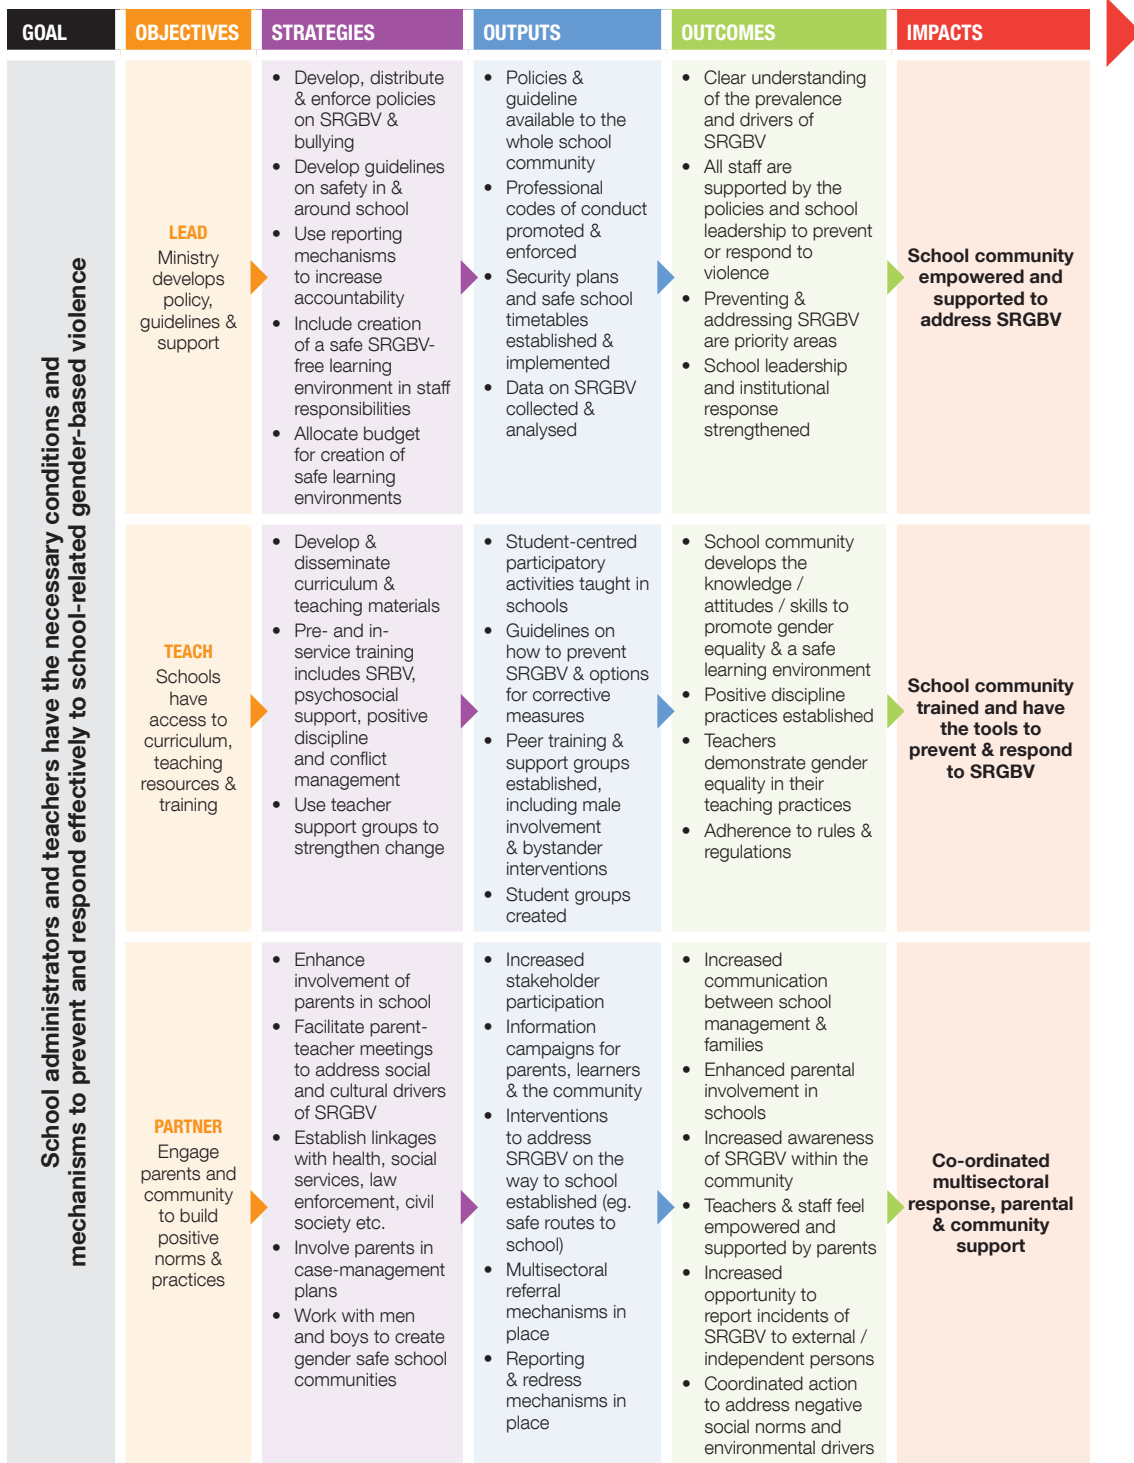 GOAL
OBJECTIVES
STRATEGIES
OUTPUTS
OUTCOMES
IMPACTS
School administrators and teachers have the necessary conditions and
mechanisms to prevent and respond effectively to school-related gender-based violence
LEAD
Ministry
develops
policy,
guidelines &
support
• Develop, distribute
& enforce policies
on SRGBV &
bullying
• Develop guidelines
on safety in &
around school
• Use reporting
mechanisms
to increase
accountability
• Include creation
of a safe SRGBV-
free learning
environment in staff
responsibilities
• Allocate budget
for creation of
safe learning
environments
• Policies &
guideline
available to the
whole school
community
• Professional
codes of conduct
promoted &
enforced
• Security plans
and safe school
timetables
established &
implemented
• Data on SRGBV
collected &
analysed
• Clear understanding
of the prevalence
and drivers of
SRGBV
• All staff are
supported by the
policies and school
leadership to prevent
or respond to
violence
• Preventing &
addressing SRGBV
are priority areas
• School leadership
and institutional
response
strengthened
School community
empowered and
supported to
address SRGBV
TEACH
Schools
have
access to
curriculum,
teaching
resources &
training
• Develop &
disseminate
curriculum &
teaching materials
• Pre- and in-
service training
includes SRBV,
psychosocial
support, positive
discipline
and conflict
management
• Use teacher
support groups to
strengthen change
• Student-centred
participatory
activities taught in
schools
• Guidelines on
how to prevent
SRGBV & options
for corrective
measures
• Peer training &
support groups
established,
including male
involvement
& bystander
interventions
• Student groups
created
• School community
develops the
knowledge /
attitudes / skills to
promote gender
equality & a safe
learning environment
• Positive discipline
practices established
• Teachers
demonstrate gender
equality in their
teaching practices
• Adherence to rules &
regulations
School community
trained and have
the tools to
prevent & respond
to SRGBV
PARTNER
Engage
parents and
community
to build
positive
norms &
practices
• Enhance
involvement of
parents in school
• Facilitate parent-
teacher meetings
to address social
and cultural drivers
of SRGBV
• Establish linkages
with health, social
services, law
enforcement, civil
society etc.
• Involve parents in
case-management
plans
• Work with men
and boys to create
gender safe school
communities
• Increased
stakeholder
participation
• Information
campaigns for
parents, learners
& the community
• Interventions
to address
SRGBV on the
way to school
established (eg.
safe routes to
school)
• Multisectoral
referral
mechanisms in
place
• Reporting
& redress
mechanisms in
place
• Increased
communication
between school
management &
families
• Enhanced parental
involvement in
schools
• Increased awareness
of SRGBV within the
community
• Teachers & staff feel
empowered and
supported by parents
• Increased
opportunity to
report incidents of
SRGBV to external /
independent persons
• Coordinated action
to address negative
social norms and
environmental drivers
Co-ordinated
multisectoral
response, parental
& community
support